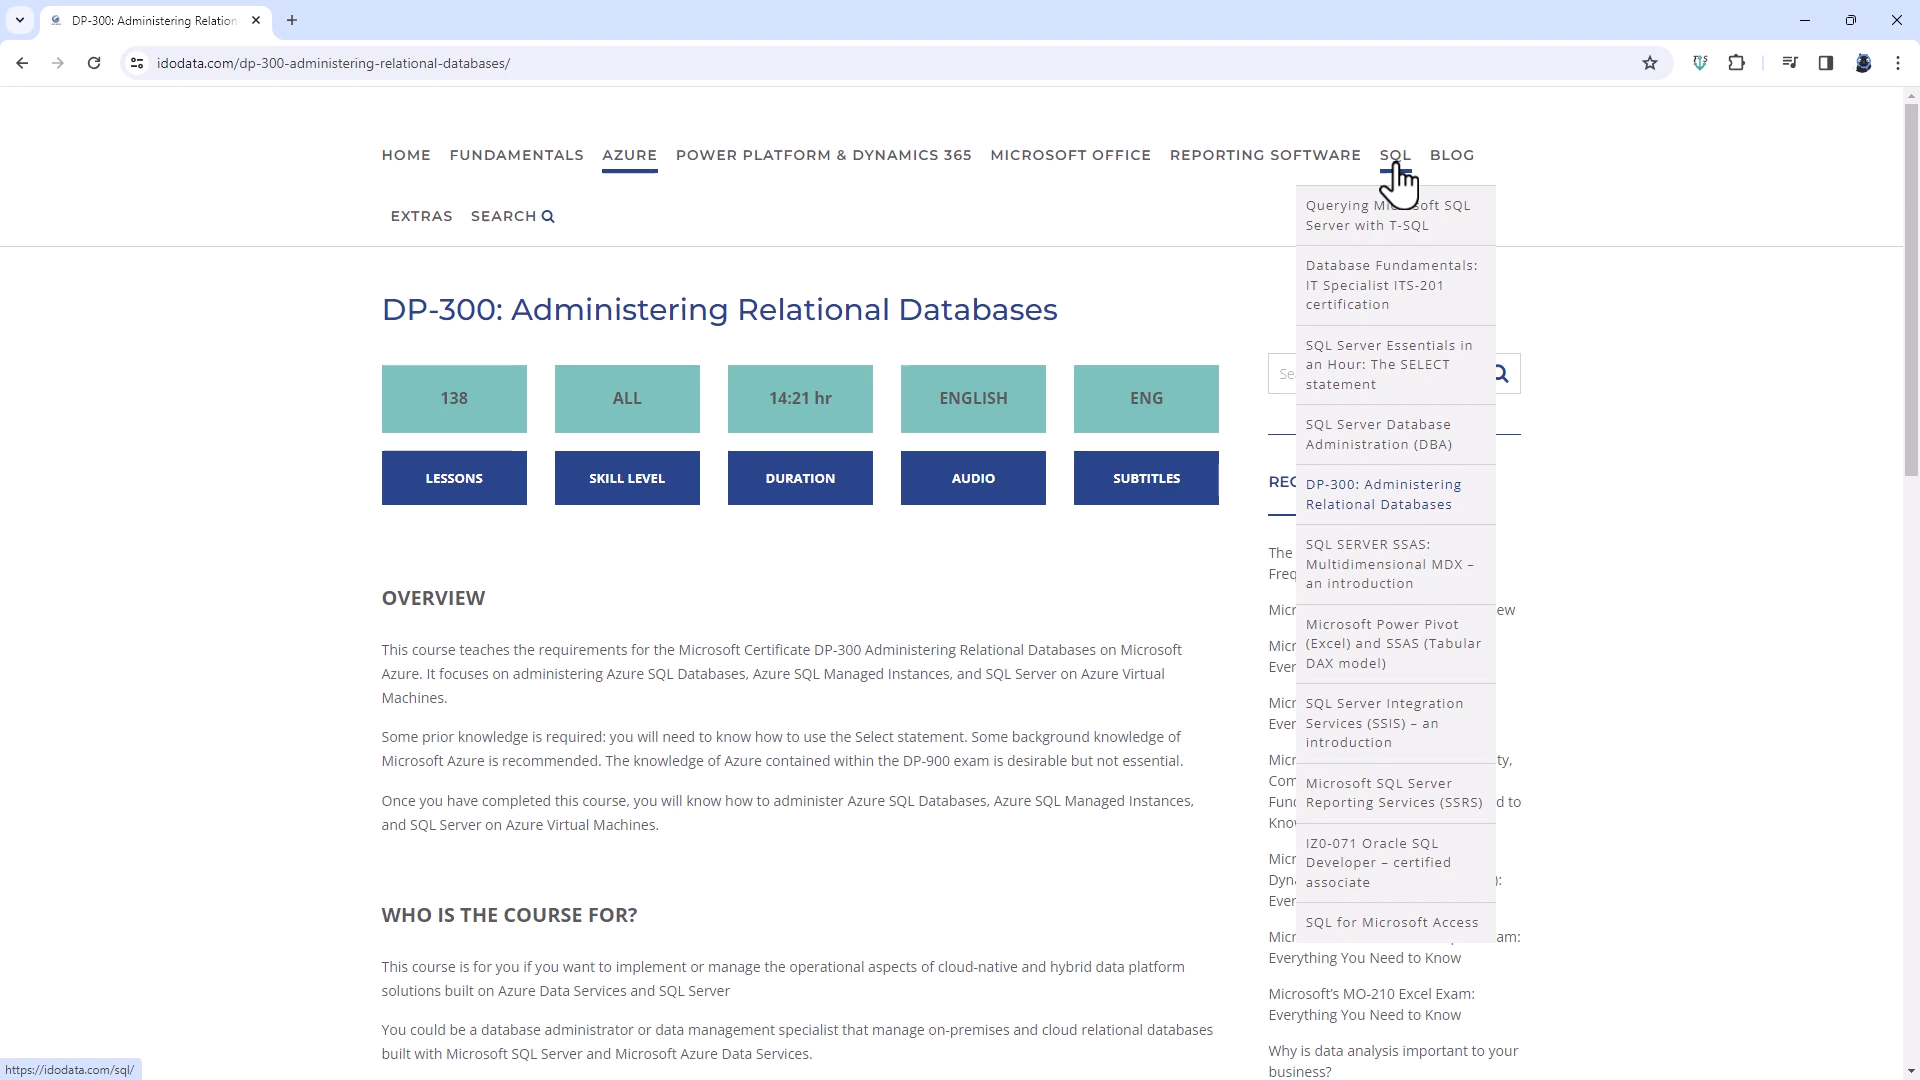 DP-300: Administering Relation
idodata.com/dp-300-administering-relational-databases/
HOME FUNDAMENTALS AZURE POWER PLATFORM & DYNAMICS 365 MICROSOFT OFFICE REPORTING SOFTWARE SQL BLOG
EXTRAS SEARCH
Querying Microsoft SQL
Server with T-SQL
Database Fundamentals:
IT Specialist ITS-201
certification
SQL Server Essentials in
an Hour: The SELECT
statement
SQL Server Database
Administration (DBA)
DP-300: Administering
Relational Databases
SQL SERVER SSAS:
Multidimensional MDX –
an introduction
Microsoft Power Pivot
(Excel) and SSAS (Tabular
DAX model)
SQL Server Integration
Services (SSIS) – an
introduction
Microsoft SQL Server
Reporting Services (SSRS)
IZ0-071 Oracle SQL
Developer – certified
associate
SQL for Microsoft Access
DP-300: Administering Relational Databases
138 ALL 14:21 hr ENGLISH ENG
LESSONS SKILL LEVEL DURATION AUDIO SUBTITLES
OVERVIEW
This course teaches the requirements for the Microsoft Certificate DP-300 Administering Relational Databases on Microsoft
Azure. It focuses on administering Azure SQL Databases, Azure SQL Managed Instances, and SQL Server on Azure Virtual
Machines.
Some prior knowledge is required: you will need to know how to use the Select statement. Some background knowledge of
Microsoft Azure is recommended. The knowledge of Azure contained within the DP-900 exam is desirable but not essential.
Once you have completed this course, you will know how to administer Azure SQL Databases, Azure SQL Managed Instances,
and SQL Server on Azure Virtual Machines.
WHO IS THE COURSE FOR?
This course is for you if you want to implement or manage the operational aspects of cloud-native and hybrid data platform
solutions built on Azure Data Services and SQL Server
You could be a database administrator or data management specialist that manage on-premises and cloud relational databases
built with Microsoft SQL Server and Microsoft Azure Data Services.
The
Everything You Need to Know
Microsoft's MO-210 Excel Exam:
Everything You Need to Know
Why is data analysis important to your
business?
https://idodata.com/sql/